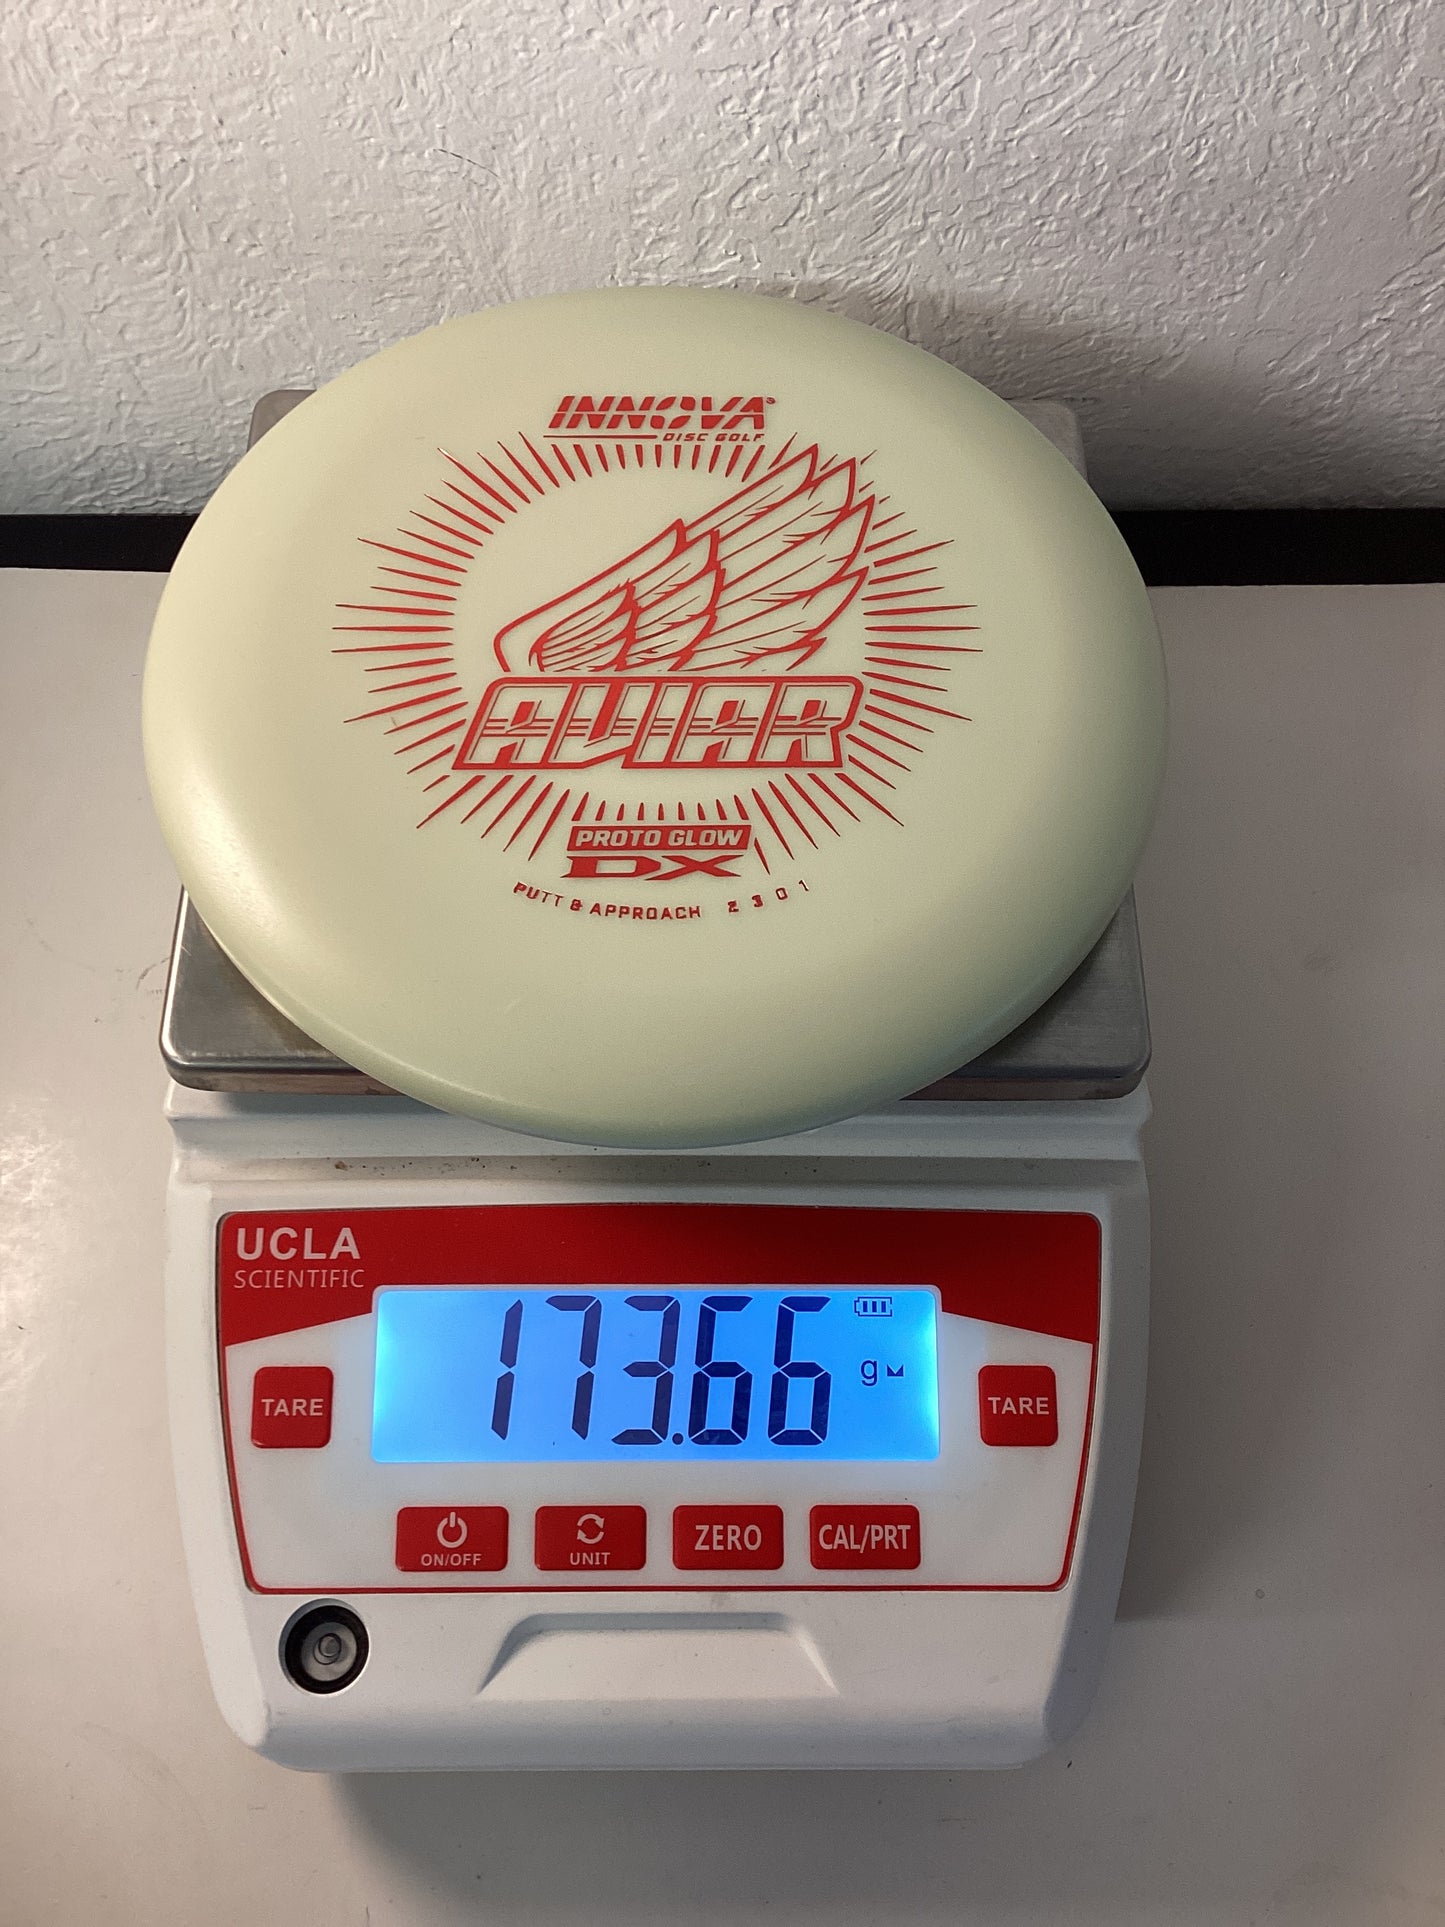 INNOVA®
DISC GOLF
AVIAR
PROTO GLOW
DX
PUTT & APPROACH 2 3 0 1
UCLA
SCIENTIFIC
173.66 g
TARE
TARE
ON/OFF
UNIT
ZERO
CAL/PRT